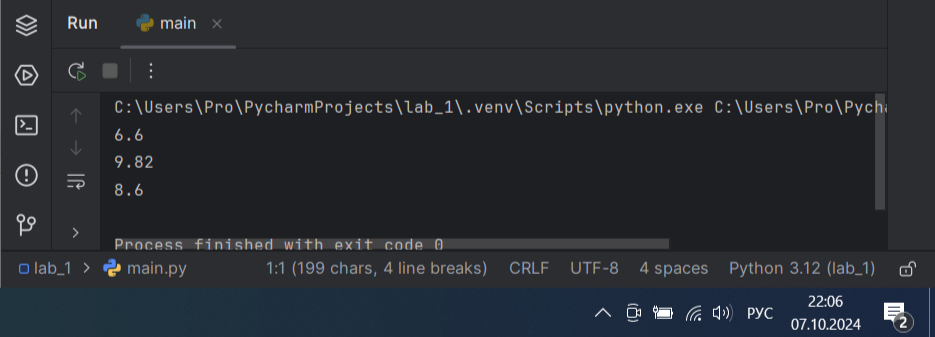 Run main
C:\Users\Pro\PycharmProjects\lab_1\.venv\Scripts\python.exe C:\Users\Pro\Pycha
6.6
9.82
8.6
Process finished with exit code 0
lab_1 > main.py 1:1 (199 chars, 4 line breaks) CRLF UTF-8 4 spaces Python 3.12 (lab_1)
22:06
РУС
07.10.2024
2